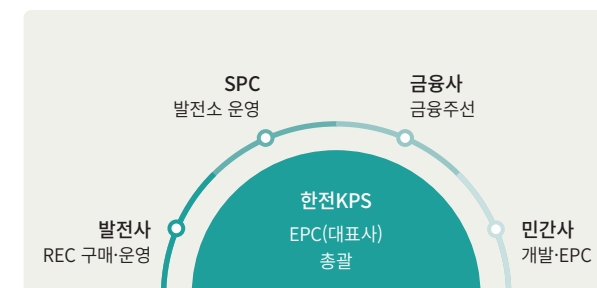 SPC
발전소 운영
금융사
금융주선
한전KPS
EPC(대표사)
총괄
발전사
REC 구매·운영
민간사
개발·EPC